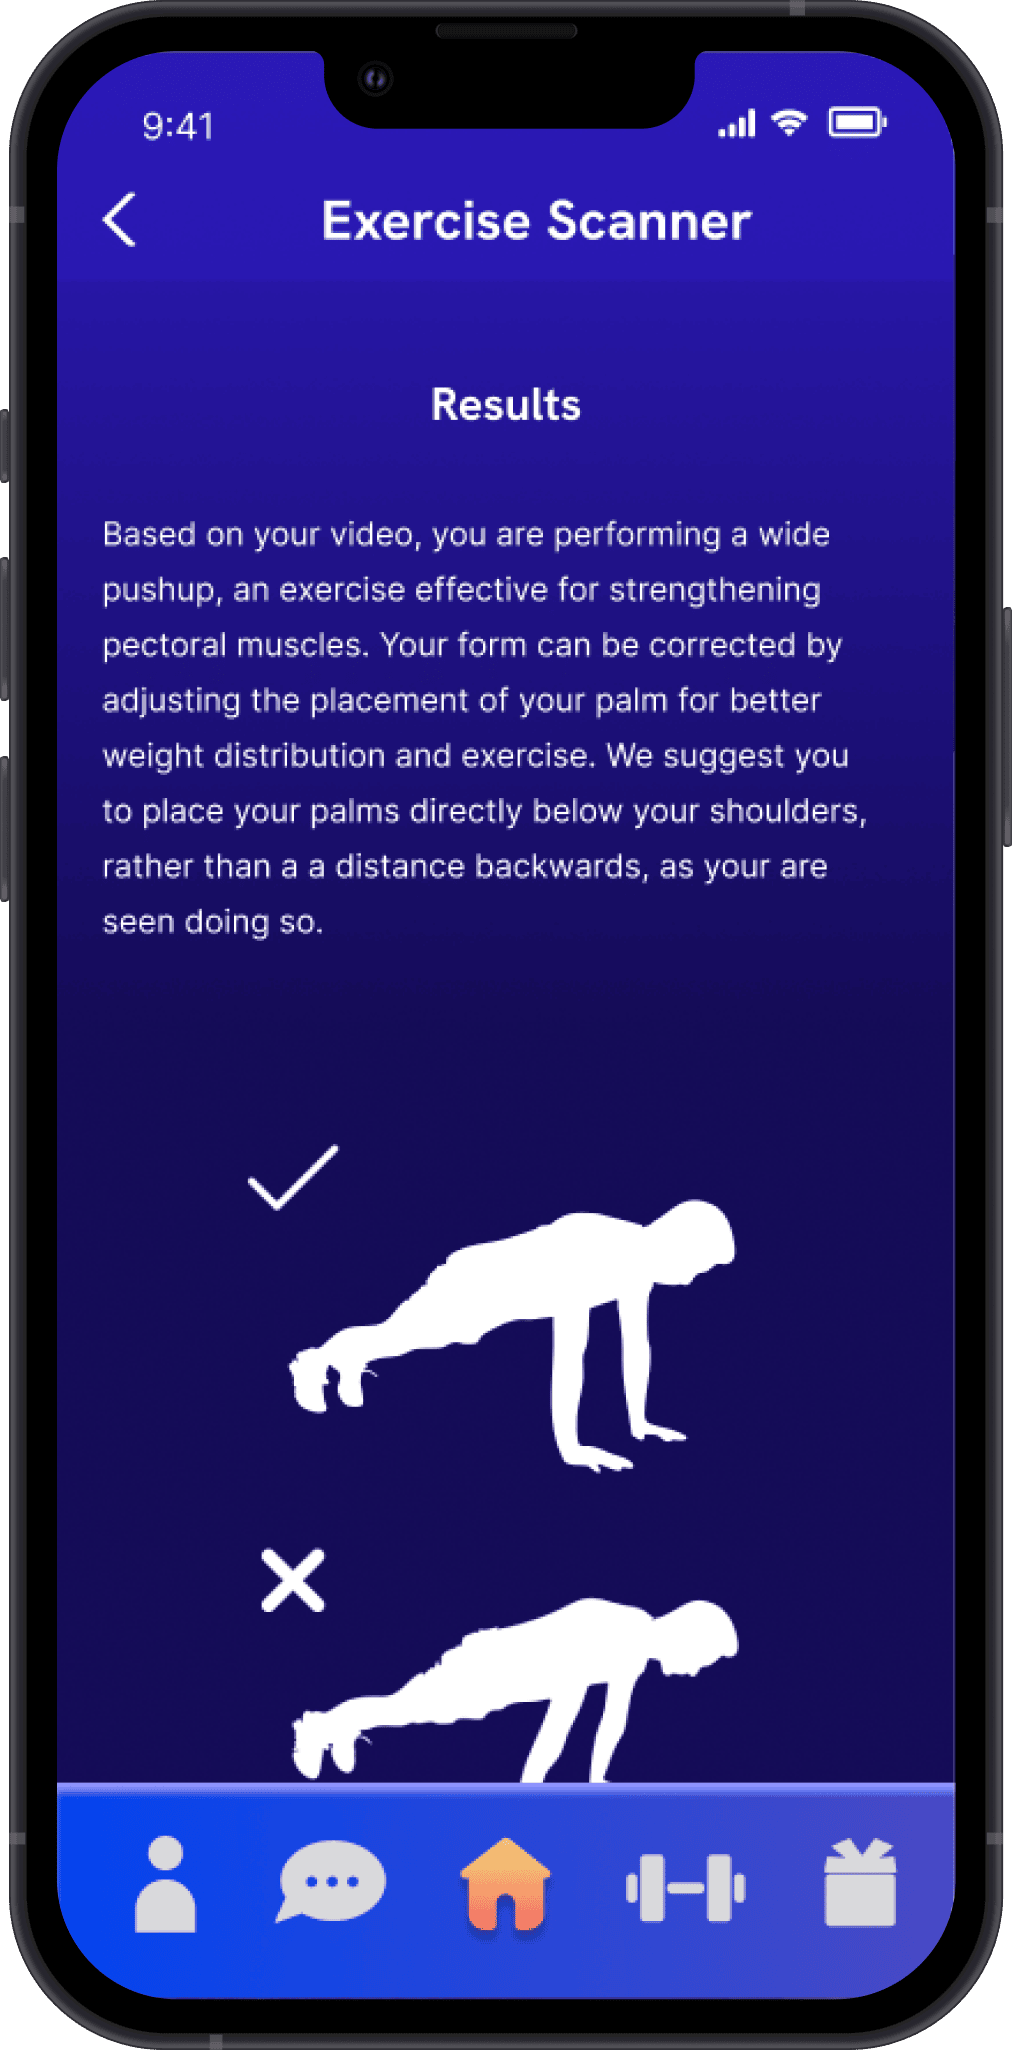 9:41
Exercise Scanner
Results
Based on your video, you are performing a wide
pushup, an exercise effective for strengthening
pectoral muscles. Your form can be corrected by
adjusting the placement of your palm for better
weight distribution and exercise. We suggest you
to place your palms directly below your shoulders,
rather than a a distance backwards, as your are
seen doing so.